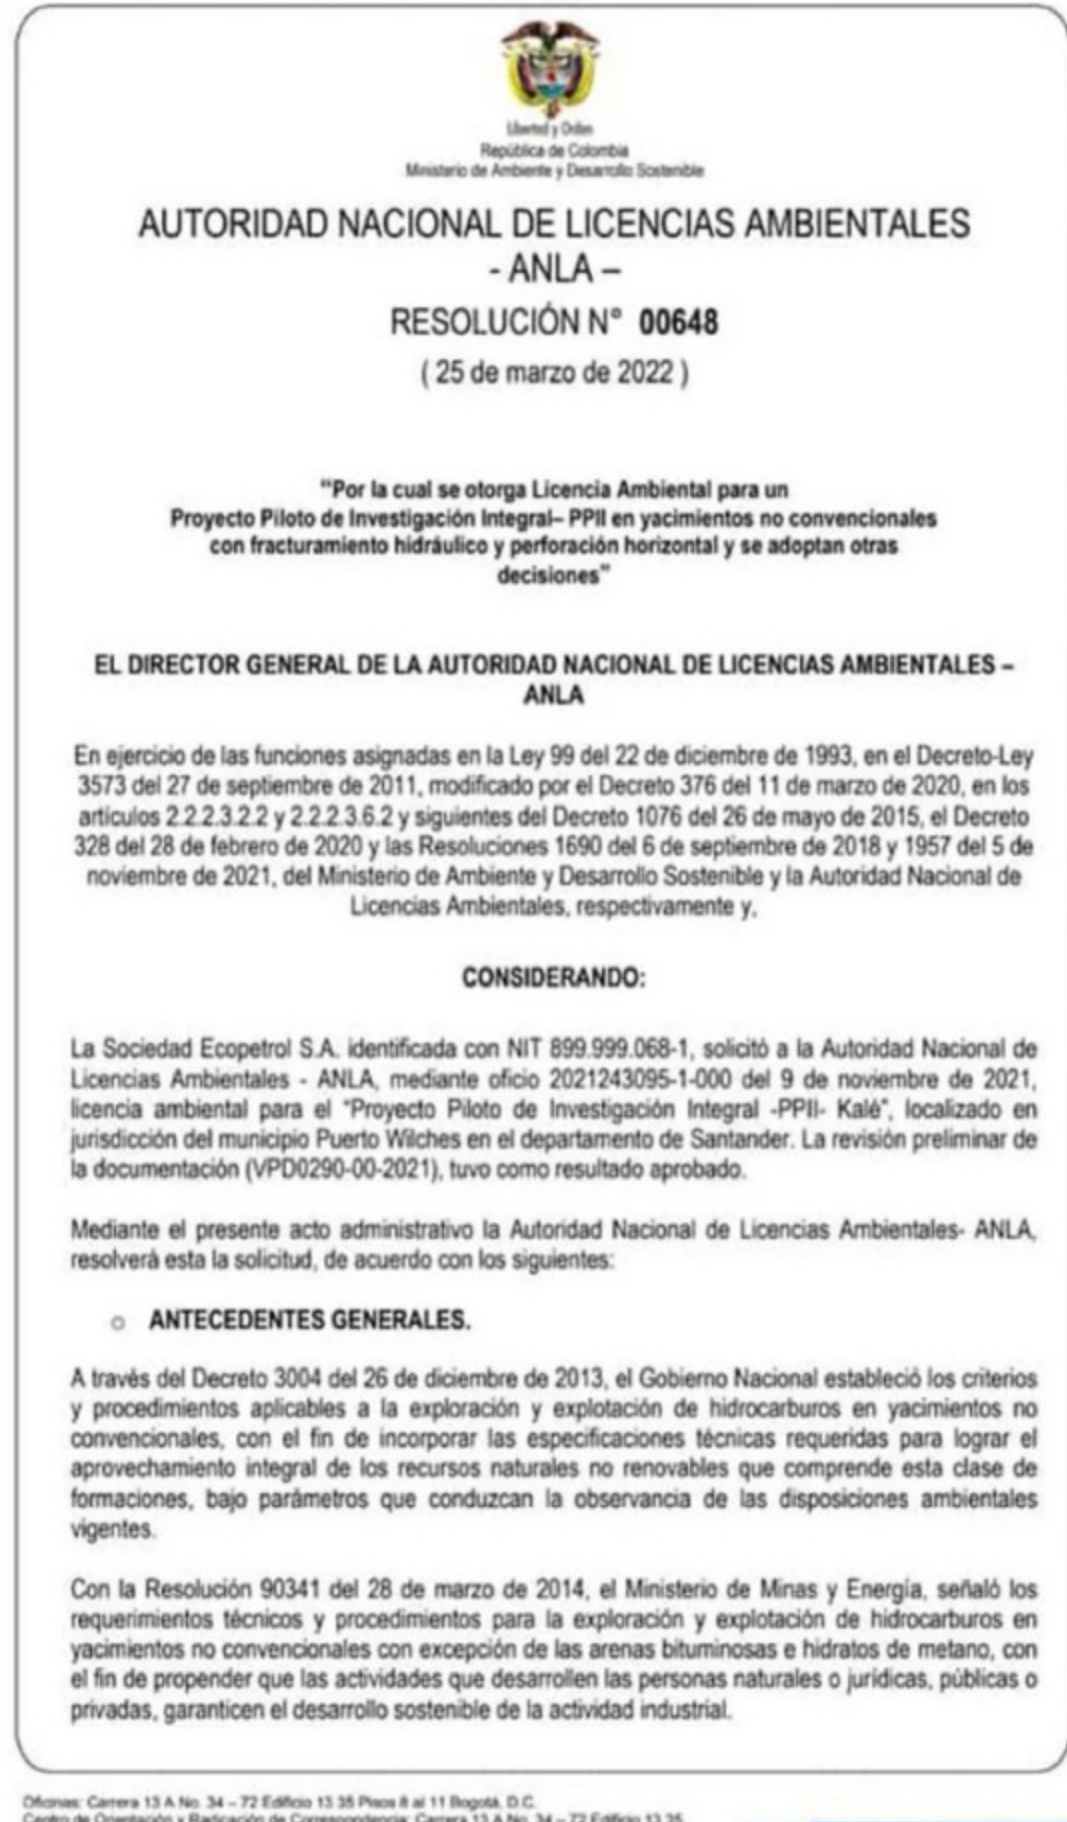 Libertad y Orden
República de Colombia
Ministerio de Ambiente y Desarrollo Sostenible
AUTORIDAD NACIONAL DE LICENCIAS AMBIENTALES
- ANLA –
RESOLUCIÓN N° 00648
( 25 de marzo de 2022 )
"Por la cual se otorga Licencia Ambiental para un
Proyecto Piloto de Investigación Integral– PPII en yacimientos no convencionales
con fracturamiento hidráulico y perforación horizontal y se adoptan otras
decisiones"
EL DIRECTOR GENERAL DE LA AUTORIDAD NACIONAL DE LICENCIAS AMBIENTALES –
ANLA
En ejercicio de las funciones asignadas en la Ley 99 del 22 de diciembre de 1993, en el Decreto-Ley
3573 del 27 de septiembre de 2011, modificado por el Decreto 376 del 11 de marzo de 2020, en los
artículos 2.2.2.3.2.2 y 2.2.2.3.6.2 y siguientes del Decreto 1076 del 26 de mayo de 2015, el Decreto
328 del 28 de febrero de 2020 y las Resoluciones 1690 del 6 de septiembre de 2018 y 1957 del 5 de
noviembre de 2021, del Ministerio de Ambiente y Desarrollo Sostenible y la Autoridad Nacional de
Licencias Ambientales, respectivamente y,
CONSIDERANDO:
La Sociedad Ecopetrol S.A. identificada con NIT 899.999.068-1, solicitó a la Autoridad Nacional de
Licencias Ambientales - ANLA, mediante oficio 2021243095-1-000 del 9 de noviembre de 2021,
licencia ambiental para el "Proyecto Piloto de Investigación Integral -PPII- Kalé", localizado en
jurisdicción del municipio Puerto Wilches en el departamento de Santander. La revisión preliminar de
la documentación (VPD0290-00-2021), tuvo como resultado aprobado.
Mediante el presente acto administrativo la Autoridad Nacional de Licencias Ambientales- ANLA,
resolverá esta la solicitud, de acuerdo con los siguientes:
o ANTECEDENTES GENERALES.
A través del Decreto 3004 del 26 de diciembre de 2013, el Gobierno Nacional estableció los criterios
y procedimientos aplicables a la exploración y explotación de hidrocarburos en yacimientos no
convencionales, con el fin de incorporar las especificaciones técnicas requeridas para lograr el
aprovechamiento integral de los recursos naturales no renovables que comprende esta clase de
formaciones, bajo parámetros que conduzcan la observancia de las disposiciones ambientales
vigentes.
Con la Resolución 90341 del 28 de marzo de 2014, el Ministerio de Minas y Energía, señaló los
requerimientos técnicos y procedimientos para la exploración y explotación de hidrocarburos en
yacimientos no convencionales con excepción de las arenas bituminosas e hidratos de metano, con
el fin de propender que las actividades que desarrollen las personas naturales o jurídicas, públicas o
privadas, garanticen el desarrollo sostenible de la actividad industrial.
Oficinas: Carrera 13 A No. 34 – 72 Edificio 13 35 Pisos 8 al 11 Bogotá, D.C.
Centro de Orientación y Radicación de Correspondencia: Carrera 13 A No. 34 – 72 Edificio 13 35